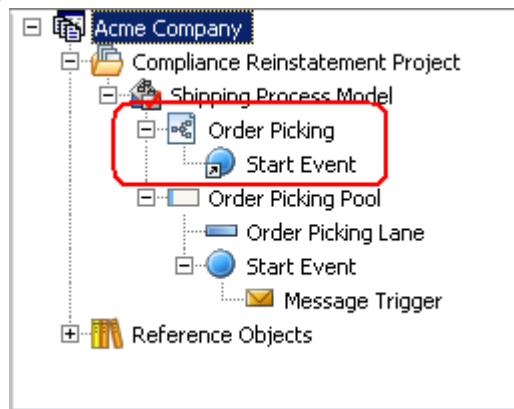 Acme Company
Compliance Reinstatement Project
Shipping Process Model
Order Picking
Start Event
Order Picking Pool
Order Picking Lane
Start Event
Message Trigger
Reference Objects